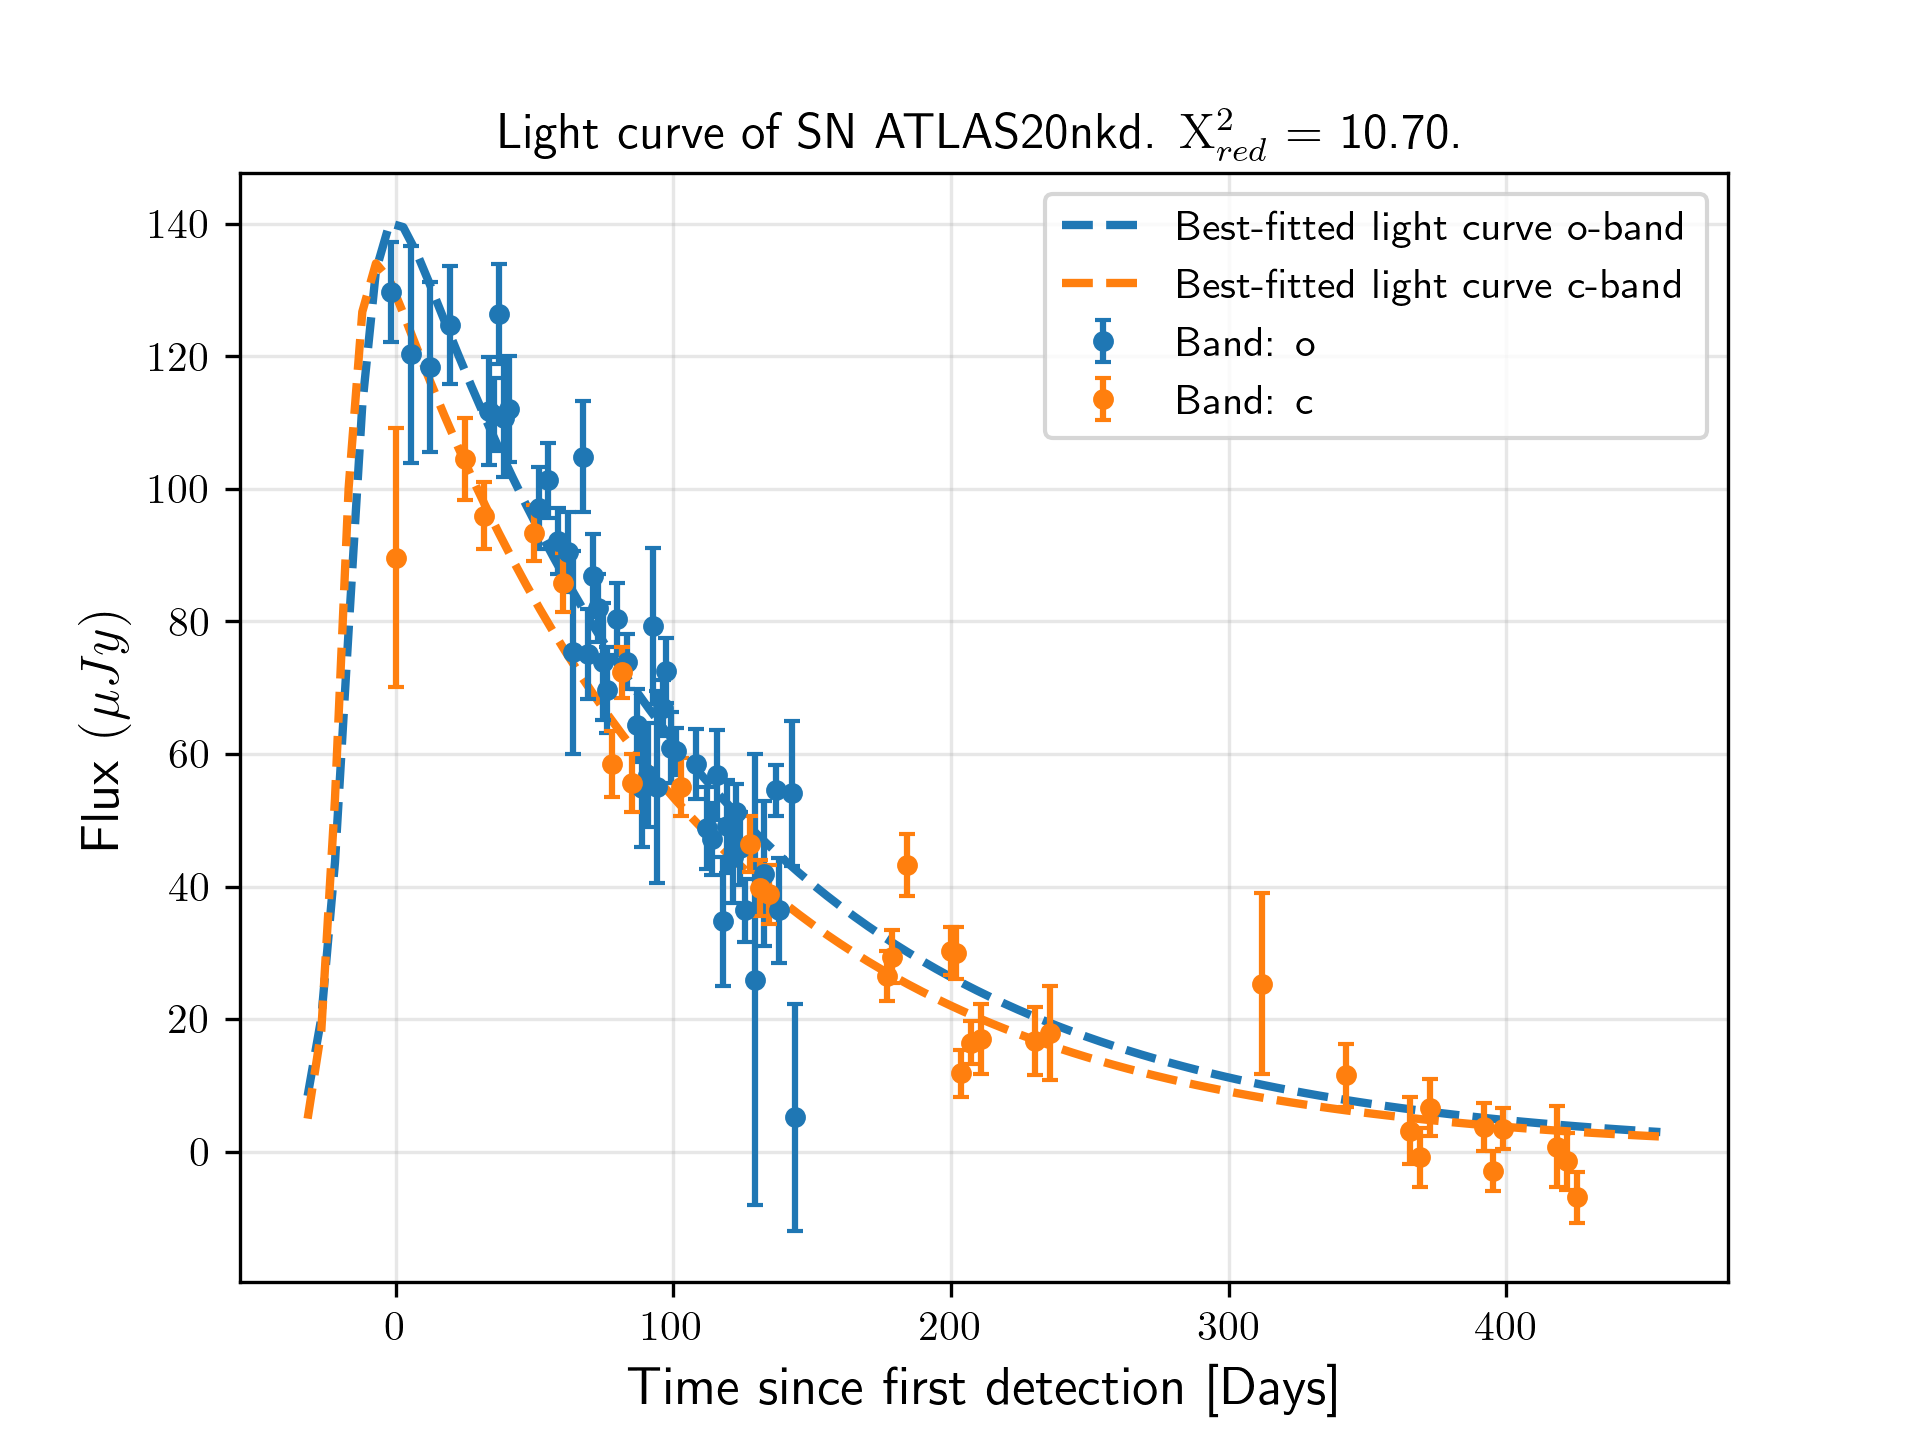 Light curve of SN ATLAS20nkd. X²_red = 10.70.
140
120
100
80
60
40
20
0
Flux (μJy)
0 100 200 300 400
Time since first detection [Days]
Best-fitted light curve o-band
Best-fitted light curve c-band
Band: o
Band: c